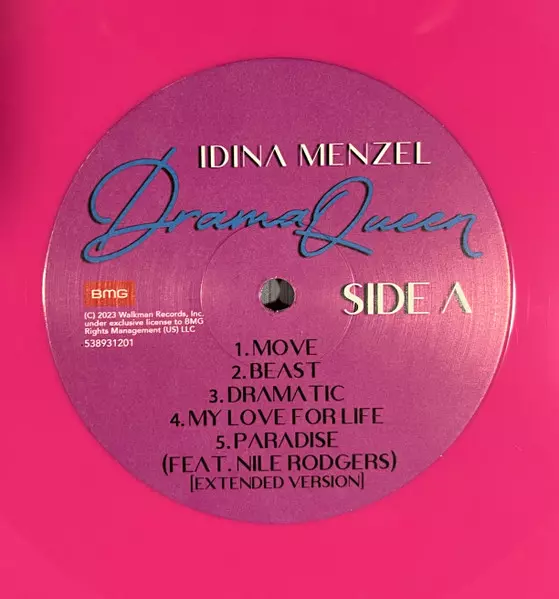 IDINA MENZEL
Drama Queen
BMG
SIDE A
(C) 2023 Walkman Records, Inc.
under exclusive license to BMG
Rights Management (US) LLC
538931201
1. MOVE
2. BEAST
3. DRAMATIC
4. MY LOVE FOR LIFE
5. PARADISE
(FEAT. NILE RODGERS)
[EXTENDED VERSION]